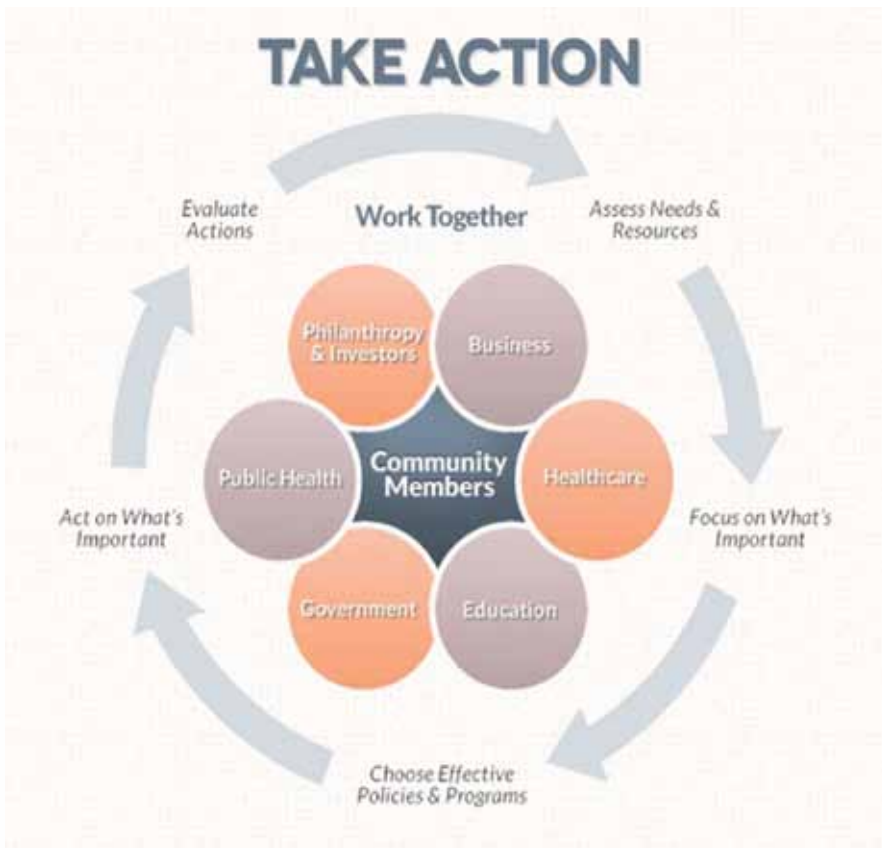 TAKE ACTION
Evaluate
Actions
Work Together
Assess Needs &
Resources
Philanthropy
& Investors
Business
Public Health
Community
Members
Healthcare
Act on What's
Important
Focus on What's
Important
Government
Education
Choose Effective
Policies & Programs